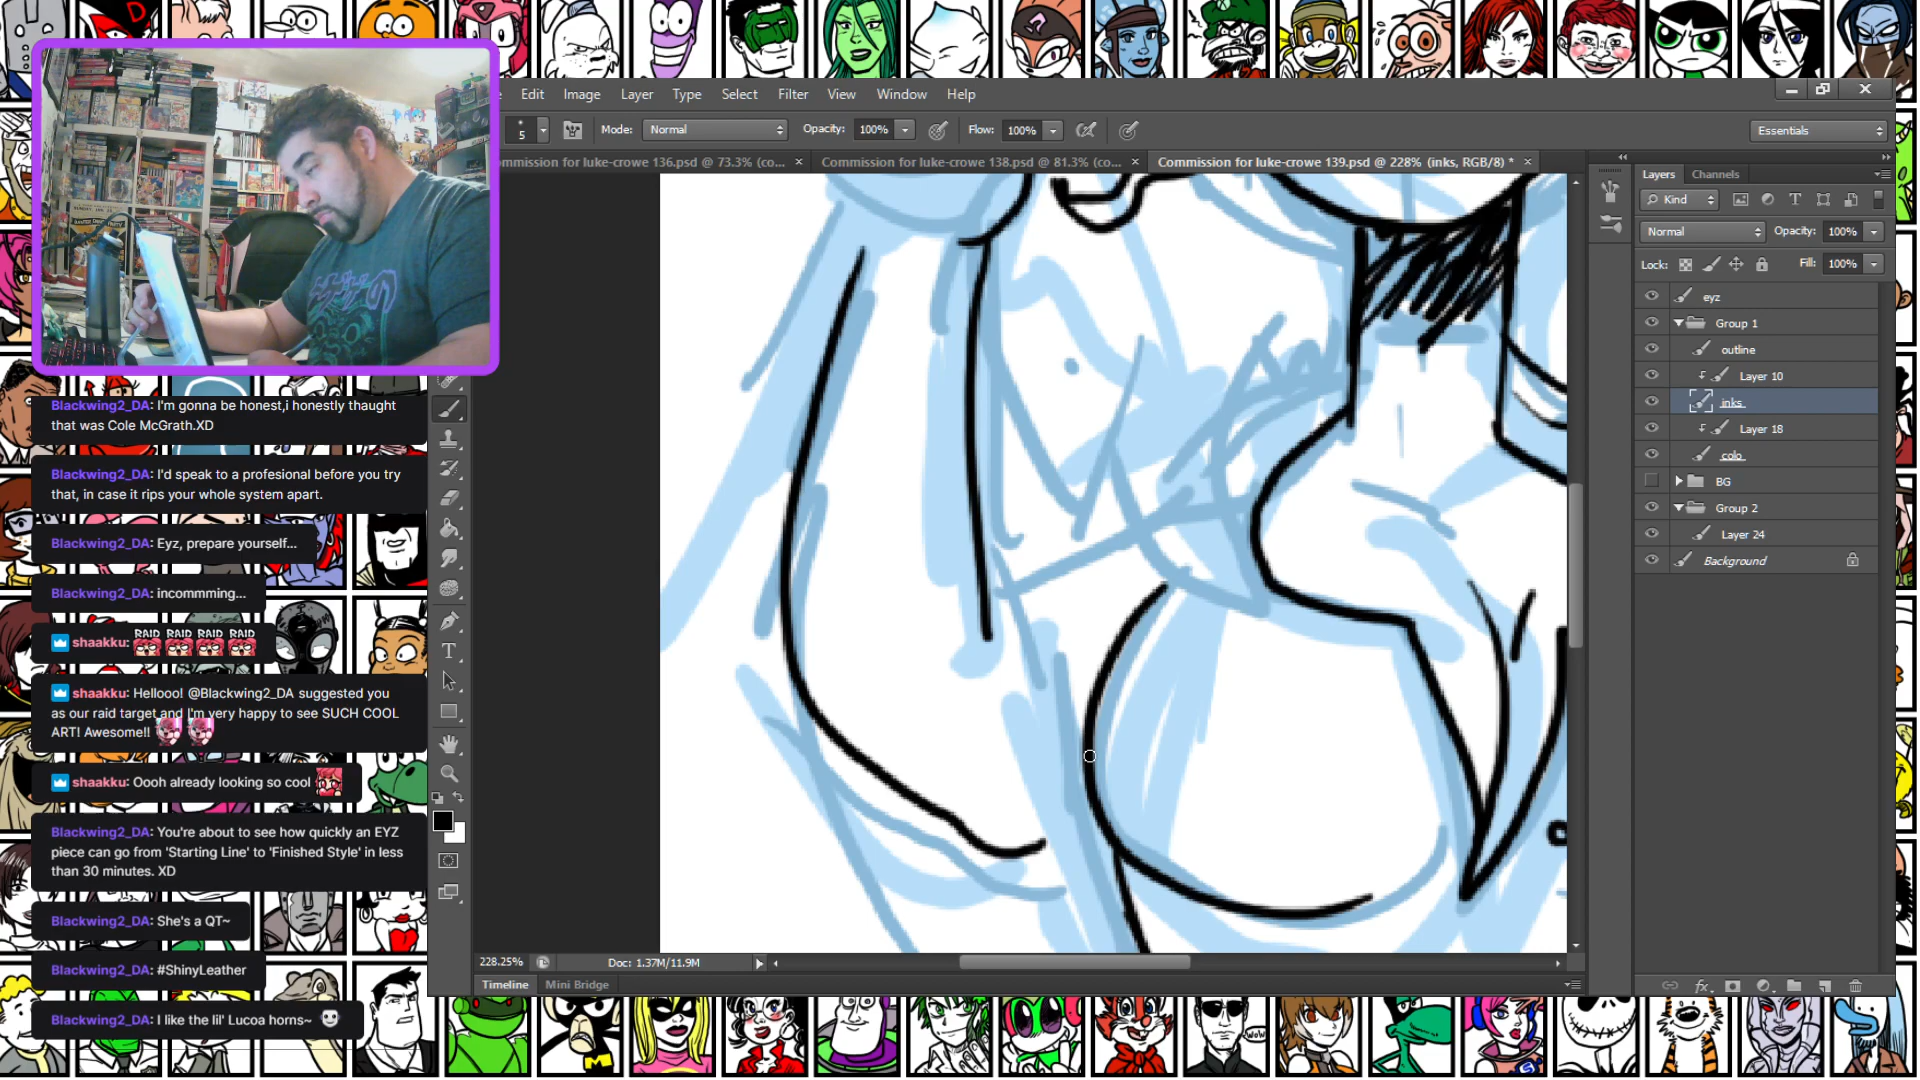 Edit Image Layer Type Select Filter View Window Help
5 Mode: Normal Opacity: 100% Flow: 100% Essentials
ommission for luke-crowe 136.psd @ 73.3% (co... × Commission for luke-crowe 138.psd @ 81.3% (co... × Commission for luke-crowe 139.psd @ 228% (inks, RGB/8) * ×
Layers Channels
Kind
Normal Opacity: 100%
Lock: Fill: 100%
eyz
Group 1
outline
Layer 10
inks
Layer 18
colo
BG
Group 2
Layer 24
Background
Blackwing2_DA: I'm gonna be honest,i honestly thaught
that was Cole McGrath.XD
Blackwing2_DA: I'd speak to a profesional before you try
that, in case it rips your whole system apart.
Blackwing2_DA: Eyz, prepare yourself...
Blackwing2_DA: incommming...
shaakku: RAID RAID RAID RAID
shaakku: Hellooo! @Blackwing2_DA suggested you
as our raid target and I'm very happy to see SUCH COOL
ART! Awesome!!
shaakku: Oooh already looking so cool
Blackwing2_DA: You're about to see how quickly an EYZ
piece can go from 'Starting Line' to 'Finished Style' in less
than 30 minutes. XD
Blackwing2_DA: She's a QT~
Blackwing2_DA: #ShinyLeather
Blackwing2_DA: I like the lil' Lucoa horns~
228.25% Doc: 1.37M/11.9M
Timeline Mini Bridge
WOW